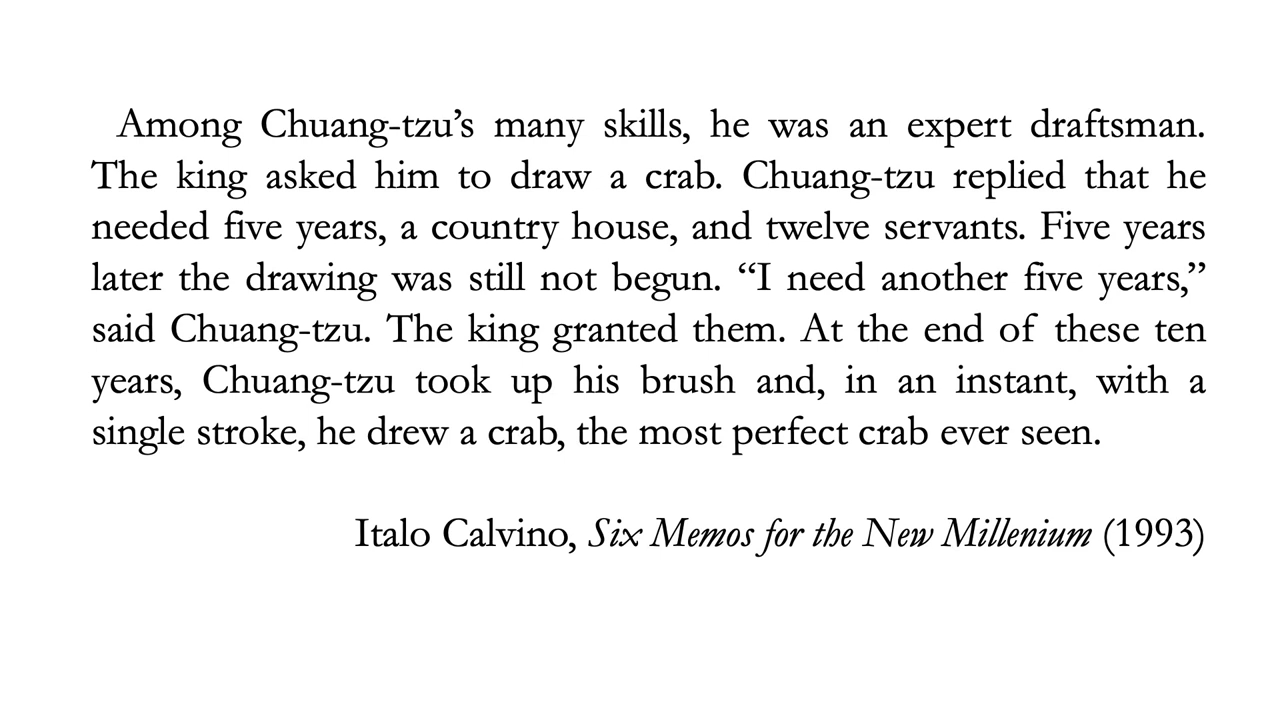 Among Chuang-tzu’s many skills, he was an expert draftsman.
The king asked him to draw a crab. Chuang-tzu replied that he
needed five years, a country house, and twelve servants. Five years
later the drawing was still not begun. “I need another five years,”
said Chuang-tzu. The king granted them. At the end of these ten
years, Chuang-tzu took up his brush and, in an instant, with a
single stroke, he drew a crab, the most perfect crab ever seen.
Italo Calvino, Six Memos for the New Millenium (1993)